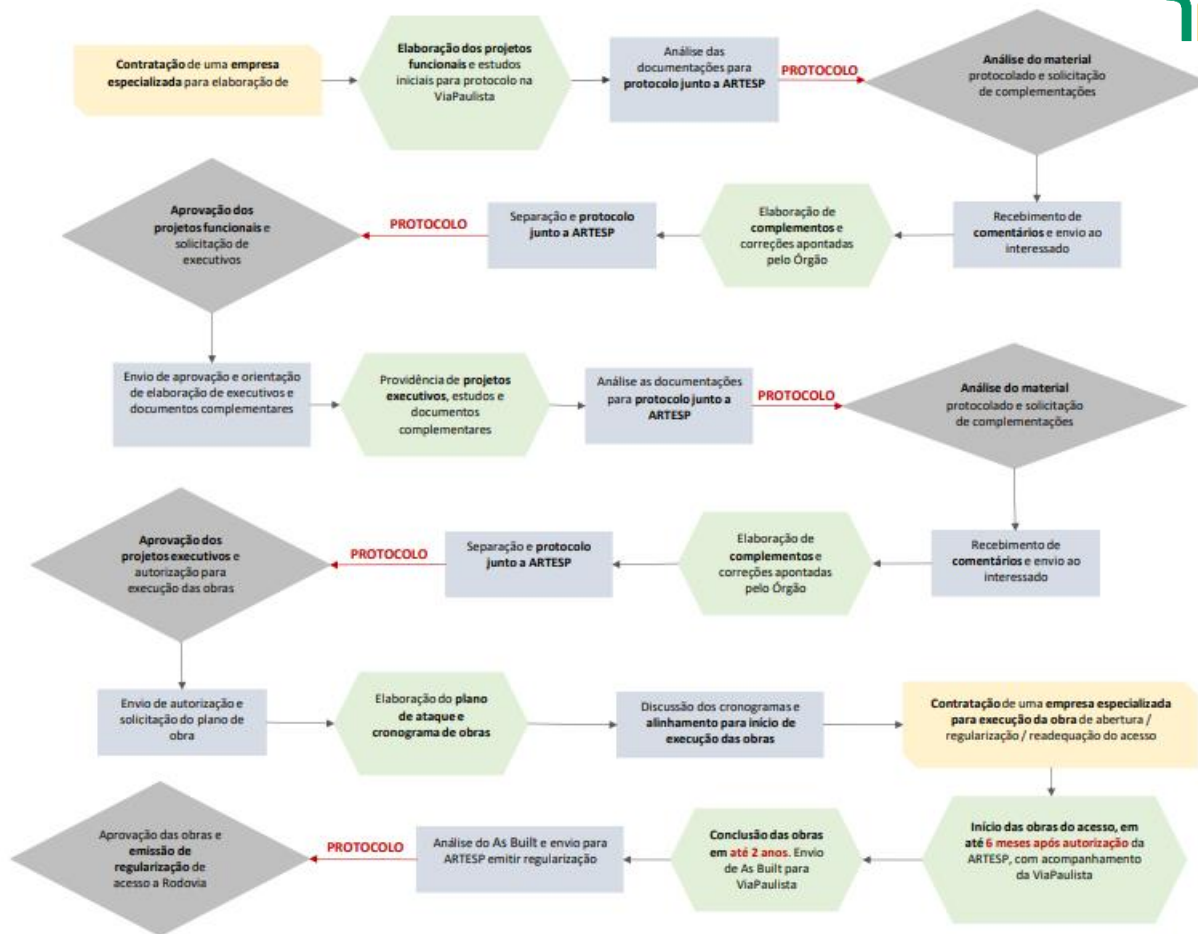 Contratação de uma empresa
especializada para elaboração de
Elaboração dos projetos
funcionais e estudos
iniciais para protocolo na
ViaPaulista
Análise das
documentações para
protocolo junto a ARTESP
PROTOCOLO
Análise do material
protocolado e solicitação
de complementações
Recebimento de
comentários e envio ao
interessado
Elaboração de
complementos e
correções apontadas
pelo Órgão
Separação e protocolo
junto a ARTESP
PROTOCOLO
Aprovação dos
projetos funcionais e
solicitação de
executivos
Envio de aprovação e orientação
de elaboração de executivos e
documentos complementares
Providência de projetos
executivos, estudos e
documentos
complementares
Análise as documentações
para protocolo junto a
ARTESP
PROTOCOLO
Análise do material
protocolado e solicitação
de complementações
Recebimento de
comentários e envio ao
interessado
Elaboração de
complementos e
correções apontadas
pelo Órgão
Separação e protocolo
junto a ARTESP
PROTOCOLO
Aprovação dos
projetos executivos e
autorização para
execução das obras
Envio de autorização e
solicitação do plano de
obra
Elaboração do plano
de ataque e
cronograma de obras
Discussão dos cronogramas e
alinhamento para início de
execução das obras
Contratação de uma empresa especializada
para execução da obra de abertura /
regularização / readequação do acesso
Início das obras do acesso, em
até 6 meses após autorização da
ARTESP, com acompanhamento
da ViaPaulista
Conclusão das obras
em até 2 anos. Envio
de As Built para
ViaPaulista
Análise do As Built e envio para
ARTESP emitir regularização
PROTOCOLO
Aprovação das obras e
emissão de
regularização de
acesso a Rodovia